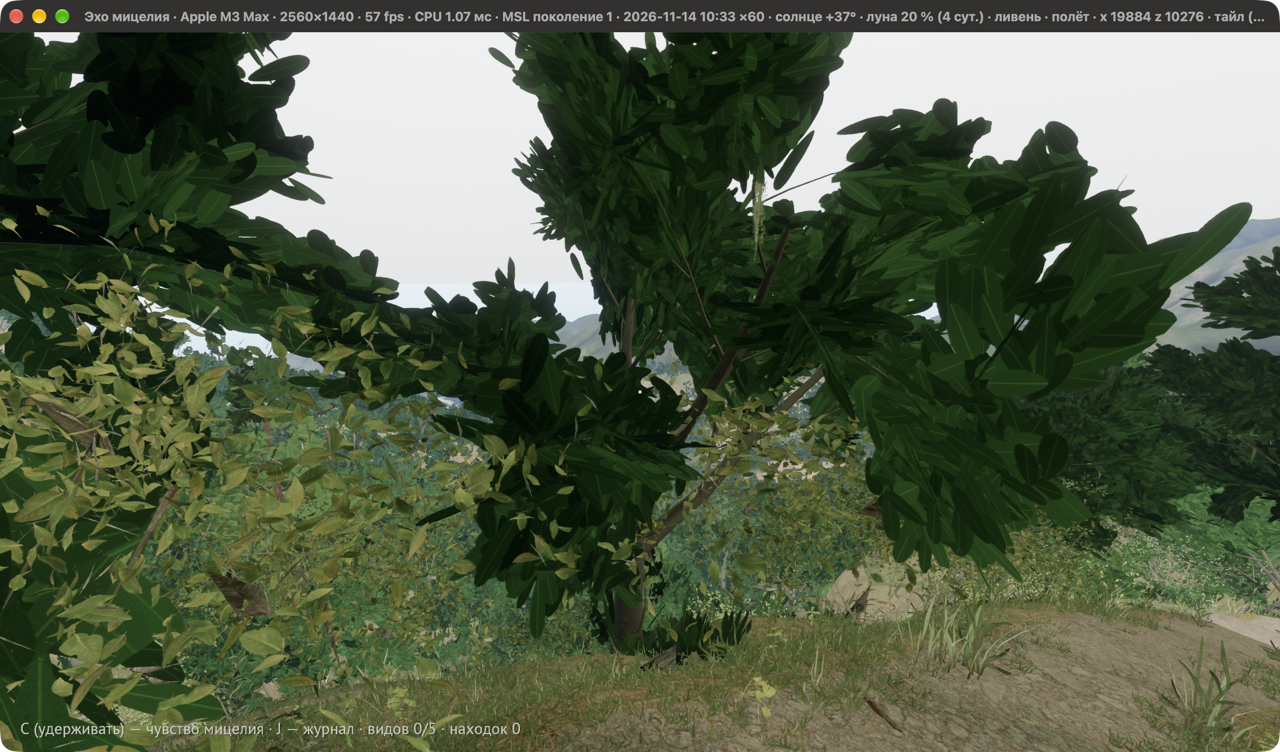 Эхо мицелия · Apple M3 Max · 2560×1440 · 57 fps · CPU 1.07 мс · MSL поколение 1 · 2026-11-14 10:33 ×60 · солнце +37° · луна 20 % (4 сут.) · ливень · полёт · x 19884 z 10276 · тайл (...
C (удерживать) — чувство мицелия · J — журнал · видов 0/5 · находок 0